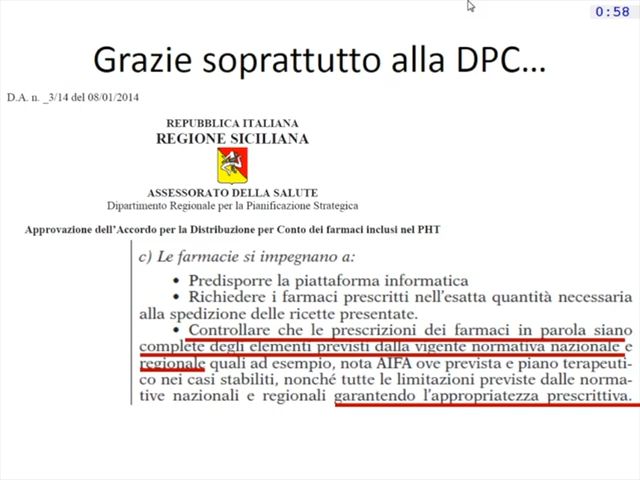 0:58
Grazie soprattutto alla DPC...
D.A. n. _3/14 del 08/01/2014
REPUBBLICA ITALIANA
REGIONE SICILIANA
ASSESSORATO DELLA SALUTE
Dipartimento Regionale per la Pianificazione Strategica
Approvazione dell'Accordo per la Distribuzione per Conto dei farmaci inclusi nel PHT
c) Le farmacie si impegnano a:
• Predisporre la piattaforma informatica
• Richiedere i farmaci prescritti nell'esatta quantità necessaria
alla spedizione delle ricette presentate.
• Controllare che le prescrizioni dei farmaci in parola siano
complete degli elementi previsti dalla vigente normativa nazionale e
regionale quali ad esempio, nota AIFA ove prevista e piano terapeuti-
co nei casi stabiliti, nonché tutte le limitazioni previste dalle norma-
tive nazionali e regionali garantendo l'appropriatezza prescrittiva.